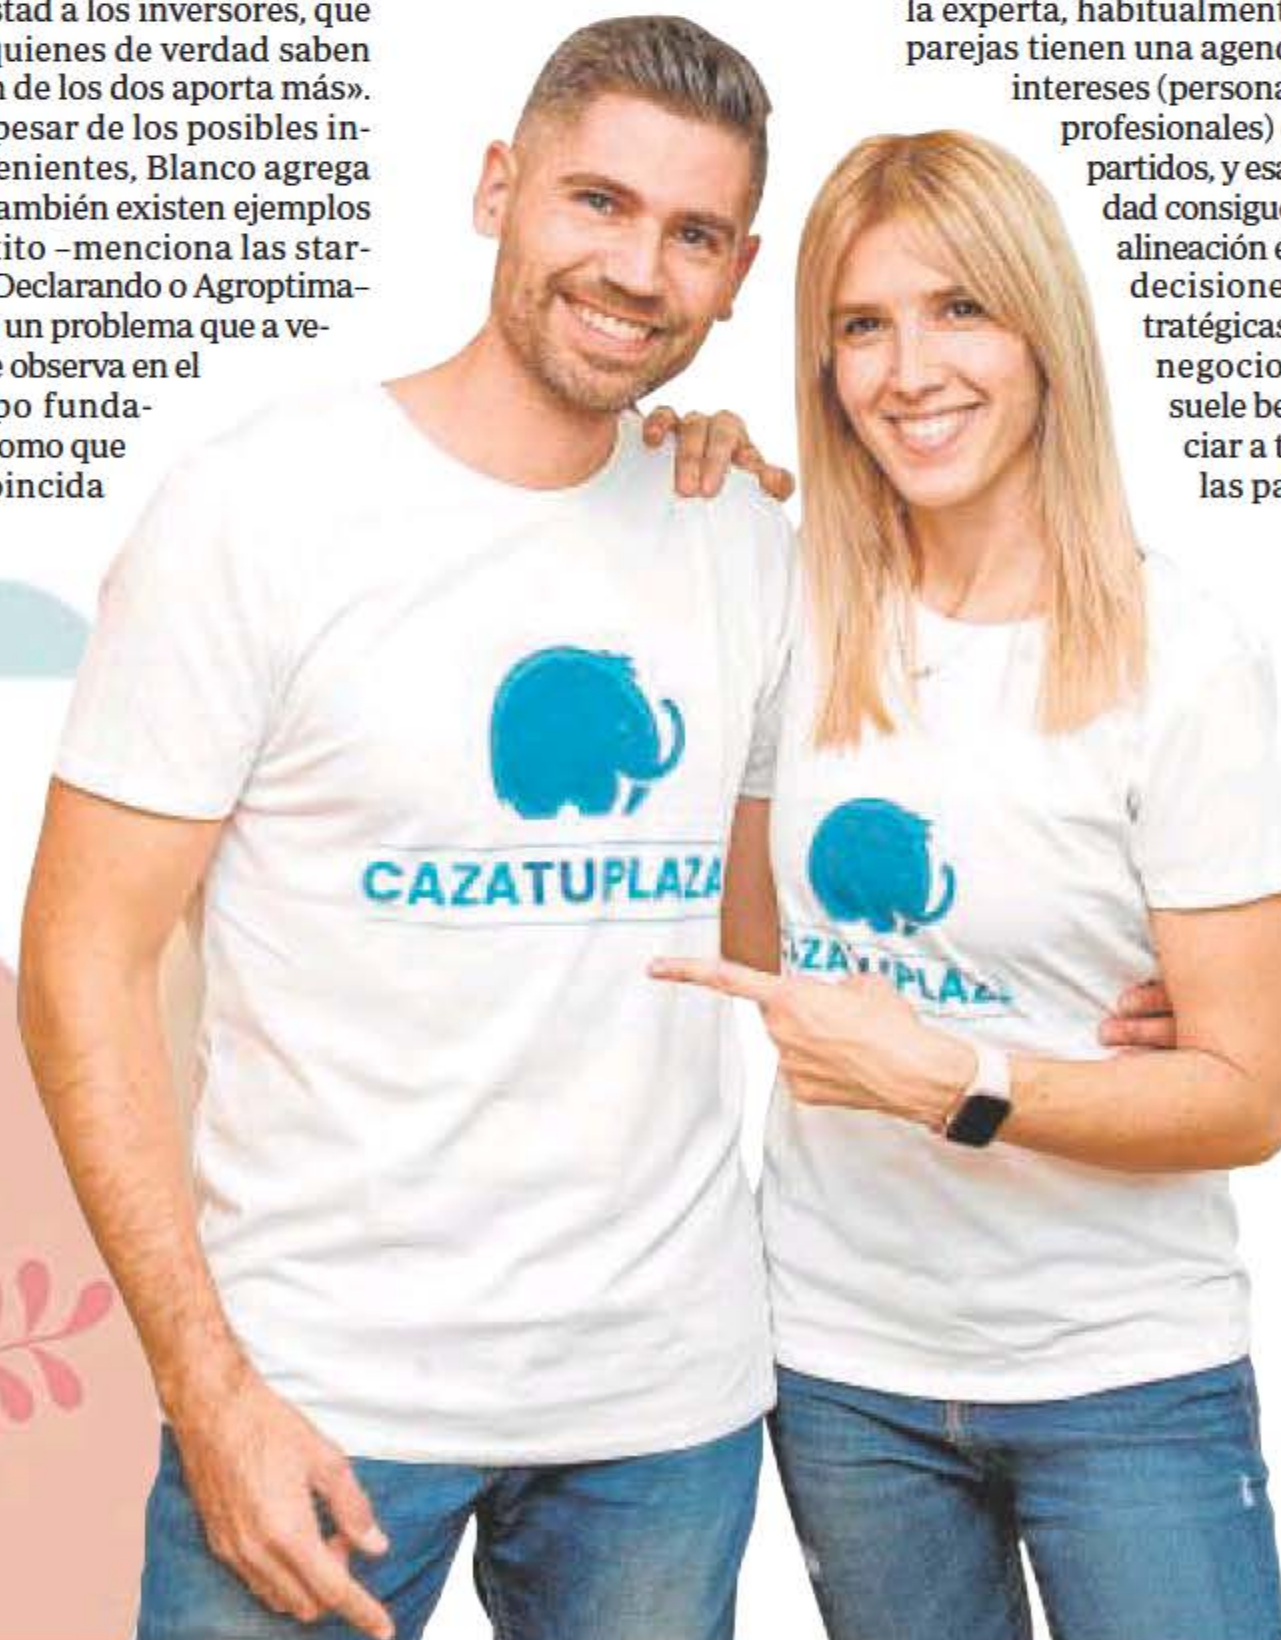 stad a los inversores, que
quienes de verdad saben
n de los dos aporta más».
pesar de los posibles in-
enientes, Blanco agrega
ambién existen ejemplos
ito –menciona las star-
Declarando o Agroptima–
un problema que a ve-
e observa en el
po funda-
omo que
oincida
la experta, habitualment
parejas tienen una agend
intereses (persona
profesionales)
partidos, y esa
dad consigue
alineación e
decisione
tratégicas
negocio
suele be
ciar a t
las pa
CAZATUPLAZA
AZATUPLAZA